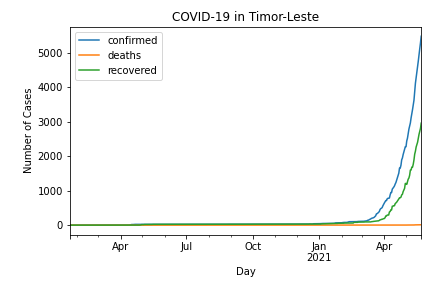 COVID-19 in Timor-Leste
confirmed
deaths
recovered
Number of Cases
5000
4000
3000
2000
1000
0
Apr
Jul
Oct
Jan
2021
Apr
Day